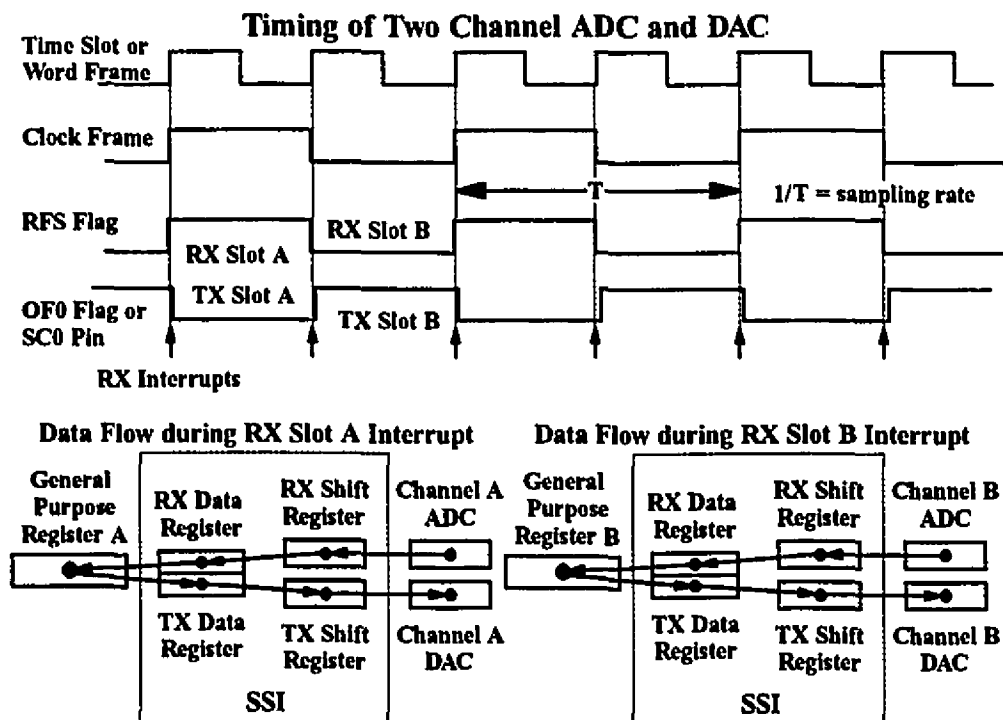 Timing of Two Channel ADC and DAC
Time Slot or
Word Frame
Clock Frame
T
1/T = sampling rate
RFS Flag
RX Slot A
RX Slot B
OF0 Flag or
SC0 Pin
TX Slot A
TX Slot B
RX Interrupts
Data Flow during RX Slot A Interrupt
General
Purpose
Register A
RX Data
Register
RX Shift
Register
Channel A
ADC
TX Data
Register
TX Shift
Register
Channel A
DAC
SSI
Data Flow during RX Slot B Interrupt
General
Purpose
Register B
RX Data
Register
RX Shift
Register
Channel B
ADC
TX Data
Register
TX Shift
Register
Channel B
DAC
SSI